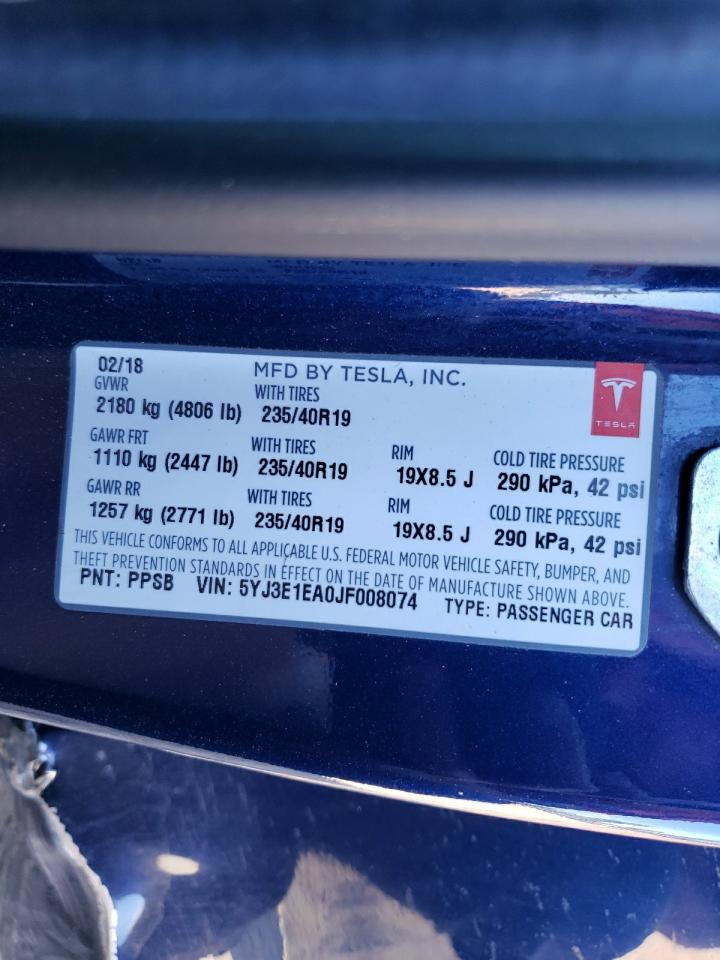 02/18 MFD BY TESLA, INC.
GVWR WITH TIRES
2180 kg (4806 lb) 235/40R19
TESLA
GAWR FRT WITH TIRES RIM COLD TIRE PRESSURE
1110 kg (2447 lb) 235/40R19 19X8.5 J 290 kPa, 42 psi
GAWR RR WITH TIRES RIM COLD TIRE PRESSURE
1257 kg (2771 lb) 235/40R19 19X8.5 J 290 kPa, 42 psi
THIS VEHICLE CONFORMS TO ALL APPLICABLE U.S. FEDERAL MOTOR VEHICLE SAFETY, BUMPER, AND
THEFT PREVENTION STANDARDS IN EFFECT ON THE DATE OF MANUFACTURE SHOWN ABOVE.
PNT: PPSB VIN: 5YJ3E1EA0JF008074 TYPE: PASSENGER CAR